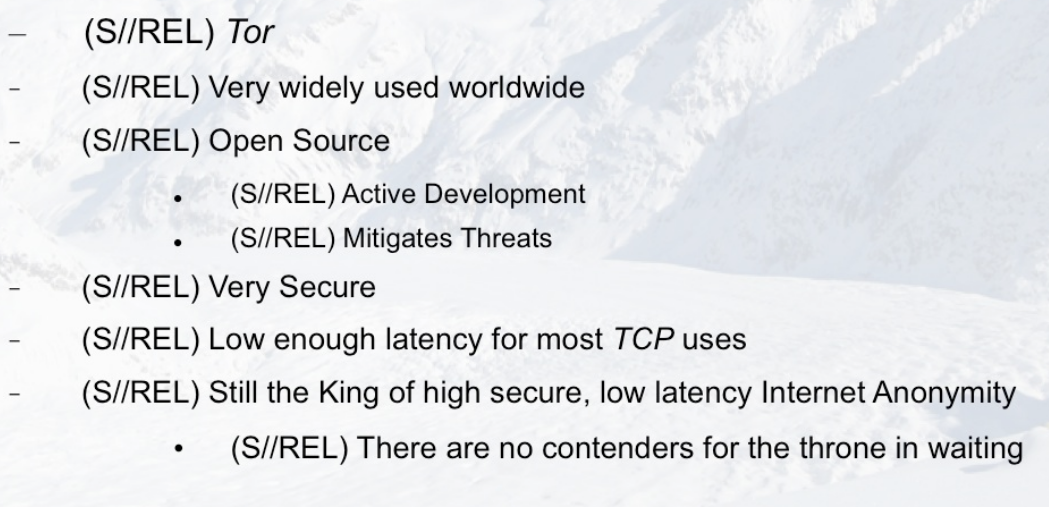 – (S//REL) Tor
– (S//REL) Very widely used worldwide
– (S//REL) Open Source
• (S//REL) Active Development
• (S//REL) Mitigates Threats
– (S//REL) Very Secure
– (S//REL) Low enough latency for most TCP uses
– (S//REL) Still the King of high secure, low latency Internet Anonymity
• (S//REL) There are no contenders for the throne in waiting